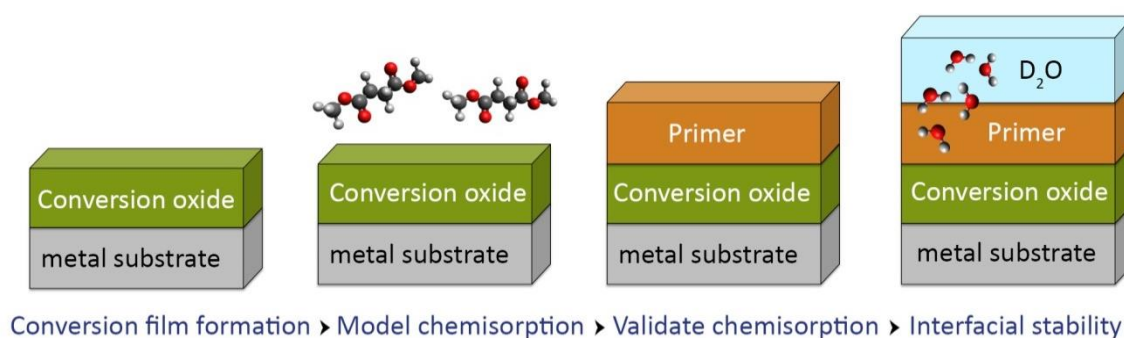 Conversion oxide
metal substrate
Conversion oxide
metal substrate
Primer
Conversion oxide
metal substrate
D₂O
Primer
Conversion oxide
metal substrate
Conversion film formation ➤ Model chemisorption ➤ Validate chemisorption ➤ Interfacial stability